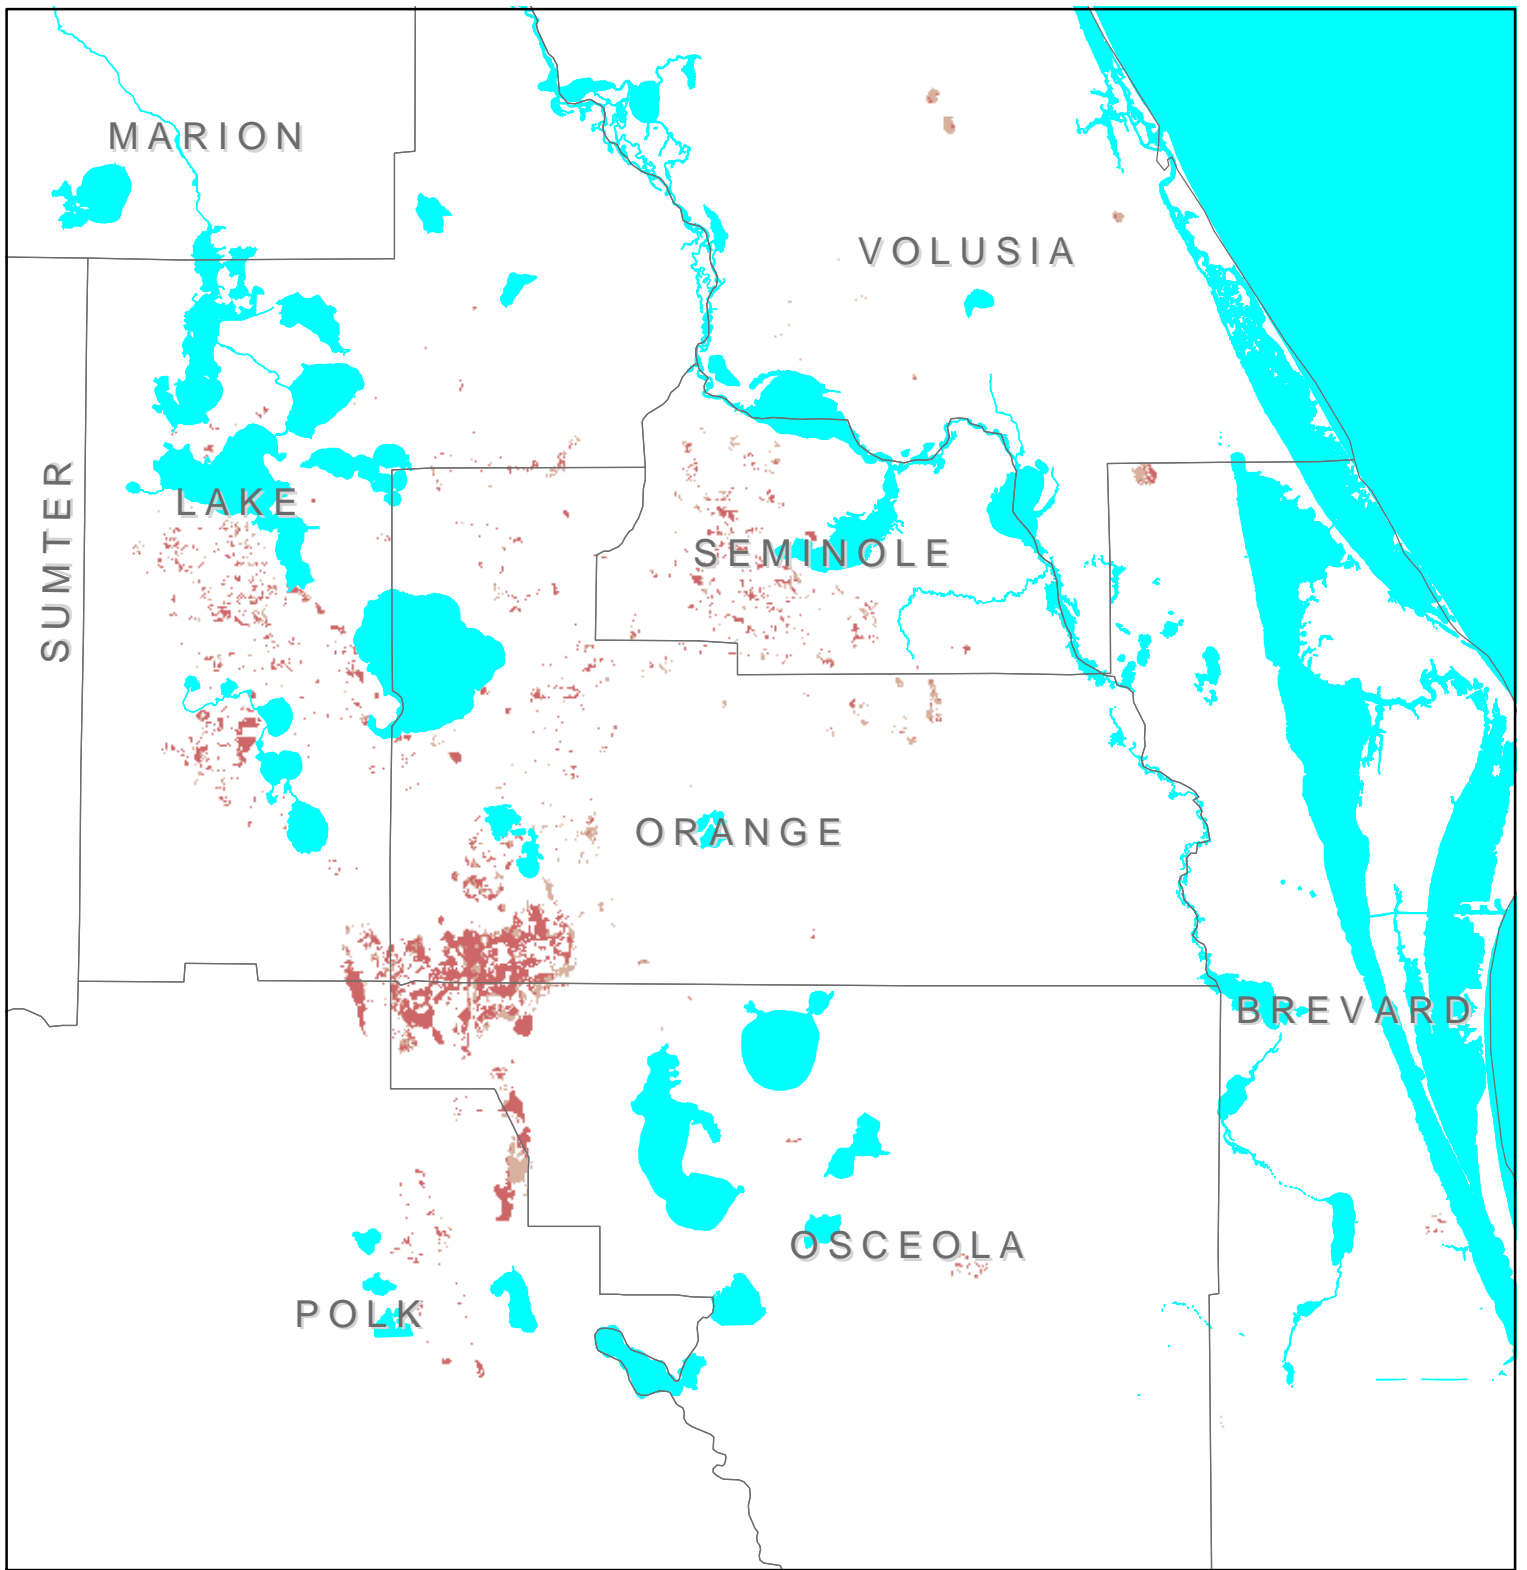 MARION
VOLUSIA
SUMTER
LAKE
SEMINOLE
ORANGE
BREVARD
OSCEOLA
POLK